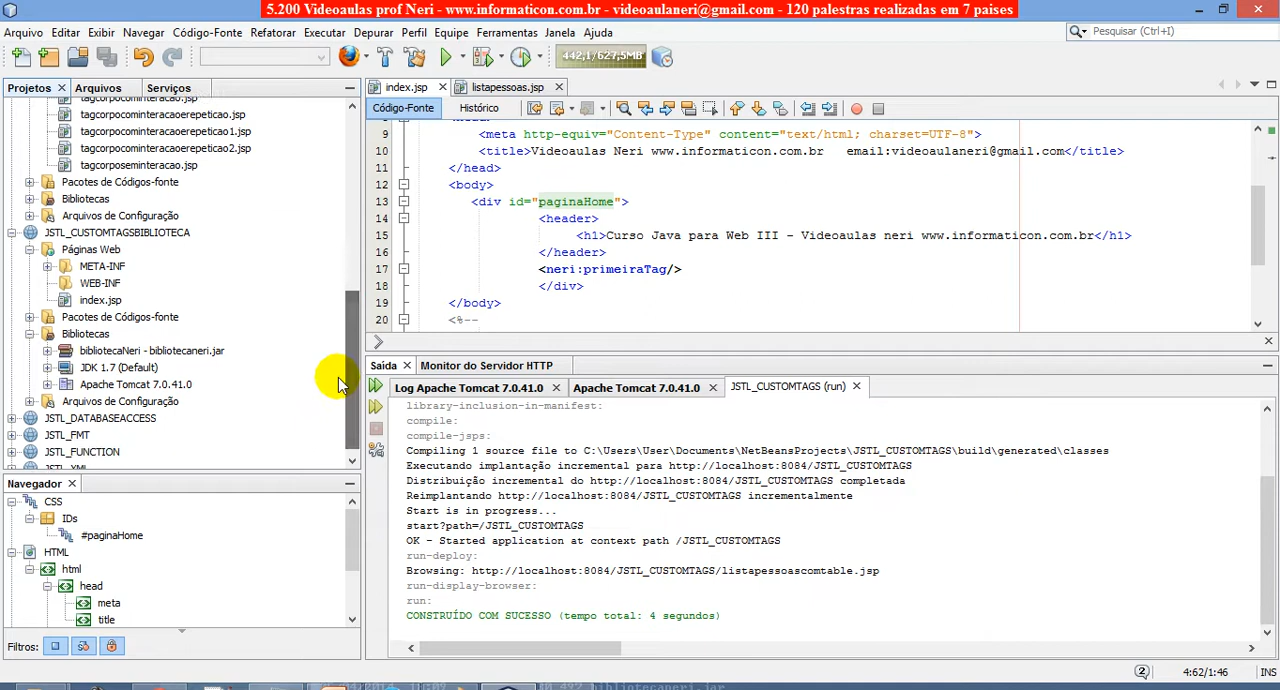 5.200 Videoaulas prof Neri - www.informaticon.com.br - videoaulaneri@gmail.com - 120 palestras realizadas em 7 paises
Arquivo Editar Exibir Navegar Código-Fonte Refatorar Executar Depurar Perfil Equipe Ferramentas Janela Ajuda
Pesquisar (Ctrl+I)
442,1/627,5MB
Projetos Arquivos Serviços
tagcorpocominteracao.jsp
tagcorpocominteracaoerepeticao.jsp
tagcorpocominteracaoerepeticao1.jsp
tagcorpocominteracaoerepeticao2.jsp
tagcorposeminteracao.jsp
Pacotes de Códigos-fonte
Bibliotecas
Arquivos de Configuração
JSTL_CUSTOMTAGSBIBLIOTECA
Páginas Web
META-INF
WEB-INF
index.jsp
Pacotes de Códigos-fonte
Bibliotecas
bibliotecaNeri - bibliotecaneri.jar
JDK 1.7 (Default)
Apache Tomcat 7.0.41.0
Arquivos de Configuração
JSTL_DATABASEACCESS
JSTL_FMT
JSTL_FUNCTION
JSTL_XML
Navegador
CSS
IDs
#paginaHome
HTML
html
head
meta
title
Filtros:
index.jsp listapessoas.jsp
Código-Fonte Histórico
9 <meta http-equiv="Content-Type" content="text/html; charset=UTF-8">
10 <title>Videoaulas Neri www.informaticon.com.br email:videoaulaneri@gmail.com</title>
11 </head>
12 <body>
13 <div id="paginaHome">
14 <header>
15 <h1>Curso Java para Web III - Videoaulas neri www.informaticon.com.br</h1>
16 </header>
17 <neri:primeiraTag/>
18 </div>
19 </body>
20 <%--
Saída Monitor do Servidor HTTP
Log Apache Tomcat 7.0.41.0 Apache Tomcat 7.0.41.0 JSTL_CUSTOMTAGS (run)
library-inclusion-in-manifest:
compile:
compile-jsps:
Compiling 1 source file to C:\Users\User\Documents\NetBeansProjects\JSTL_CUSTOMTAGS\build\generated\classes
Executando implantação incremental para http://localhost:8084/JSTL_CUSTOMTAGS
Distribuição incremental do http://localhost:8084/JSTL_CUSTOMTAGS completada
Reimplantando http://localhost:8084/JSTL_CUSTOMTAGS incrementalmente
Start is in progress...
start?path=/JSTL_CUSTOMTAGS
OK - Started application at context path /JSTL_CUSTOMTAGS
run-deploy:
Browsing: http://localhost:8084/JSTL_CUSTOMTAGS/listapessoascomtable.jsp
run-display-browser:
run:
CONSTRUÍDO COM SUCESSO (tempo total: 4 segundos)
4:62/1:46 INS
bibliotecaneri.jar